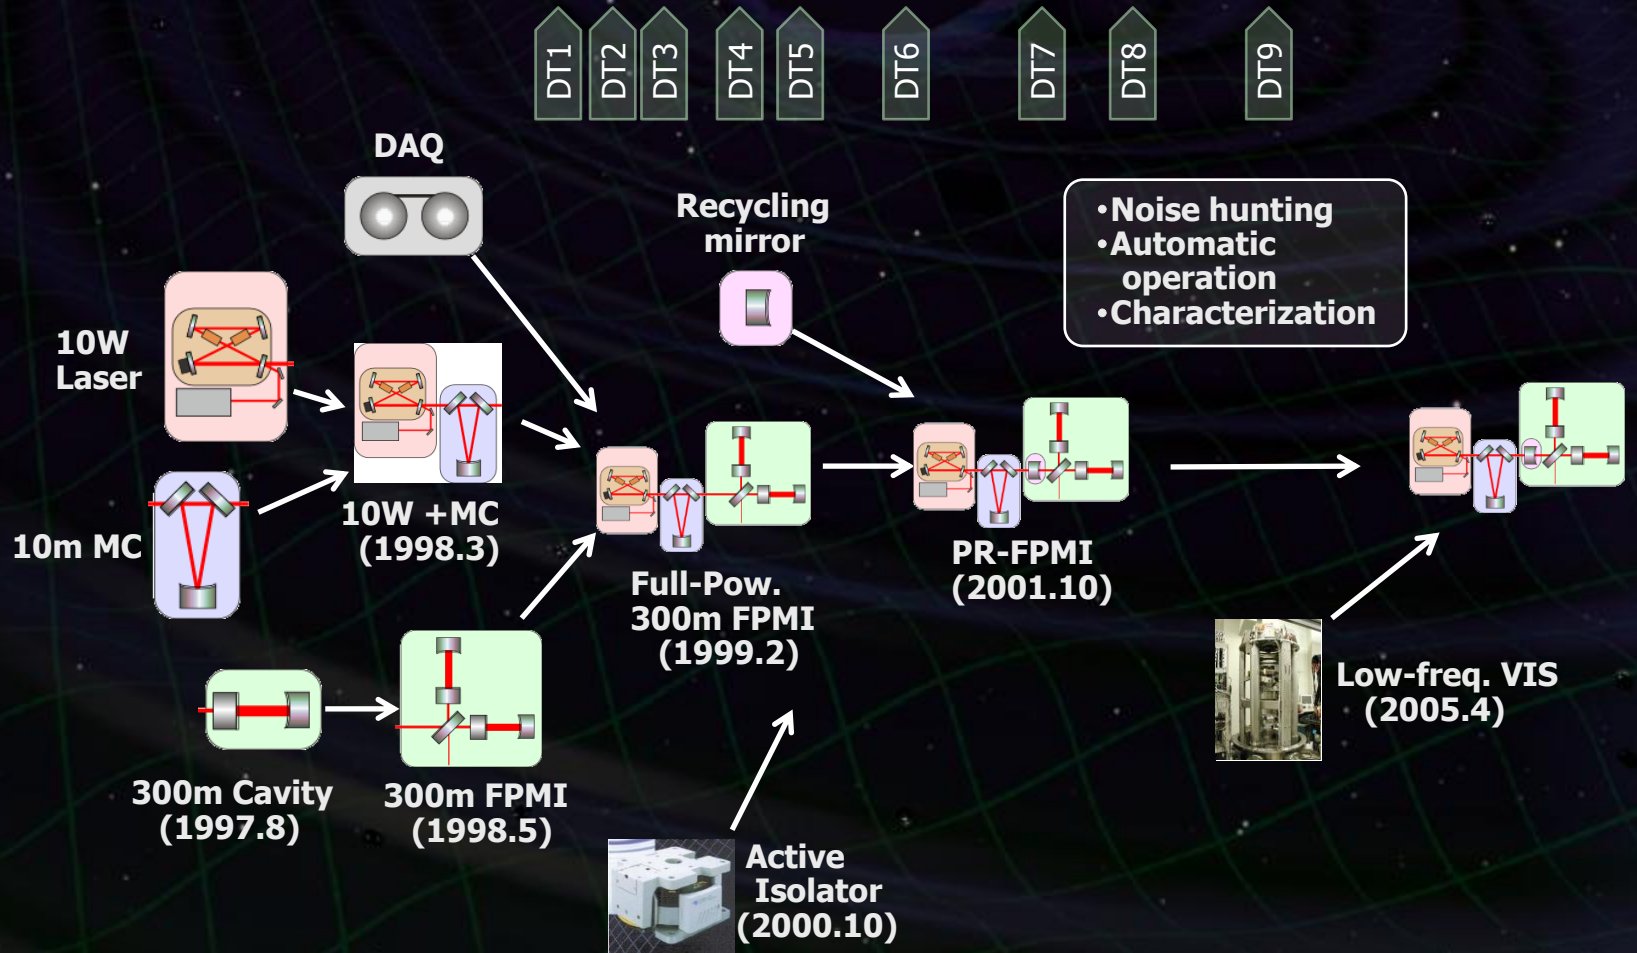 DT1
DT2
DT3
DT4
DT5
DT6
DT7
DT8
DT9
DAQ
Recycling
mirror
•Noise hunting
•Automatic
operation
•Characterization
10W
Laser
10m MC
10W +MC
(1998.3)
Full-Pow.
300m FPMI
(1999.2)
PR-FPMI
(2001.10)
Low-freq. VIS
(2005.4)
300m Cavity
(1997.8)
300m FPMI
(1998.5)
Active
Isolator
(2000.10)